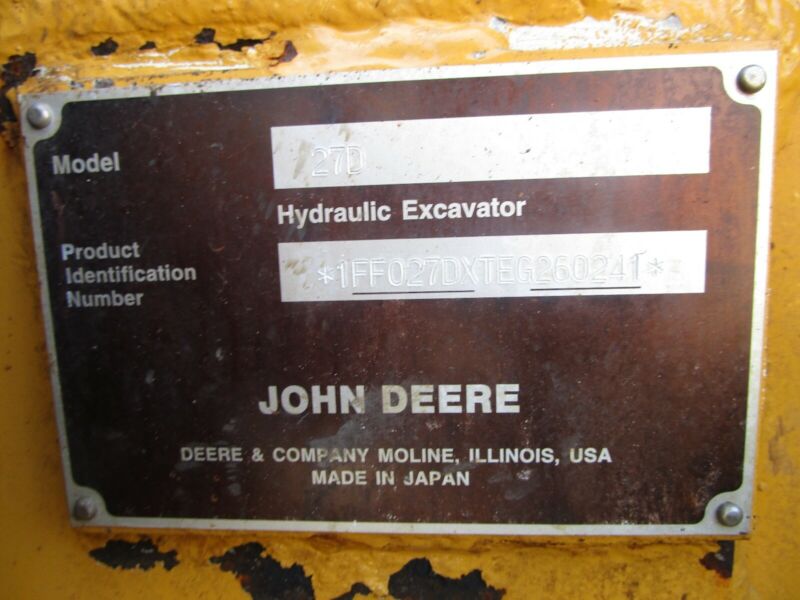 Model 27D
Hydraulic Excavator
Product
Identification
Number
*1FF027DXTEG260241*
JOHN DEERE
DEERE & COMPANY MOLINE, ILLINOIS, USA
MADE IN JAPAN